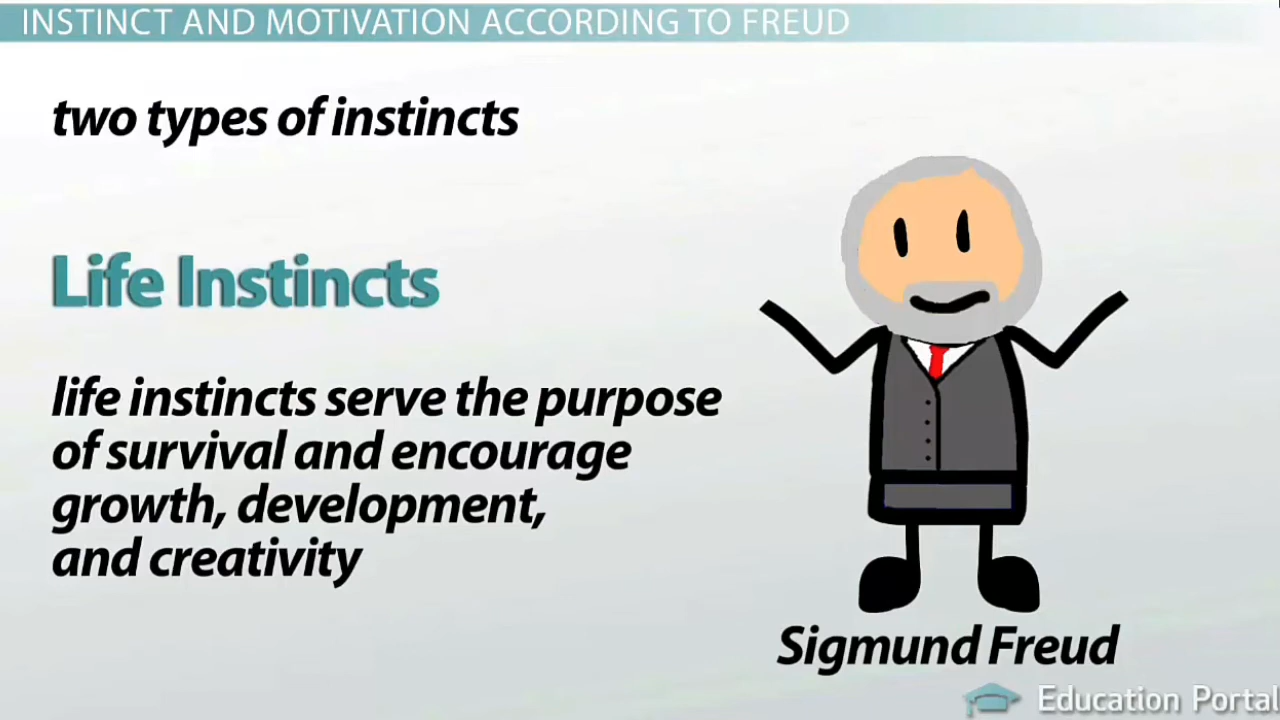 INSTINCT AND MOTIVATION ACCORDING TO FREUD
two types of instincts
Life Instincts
life instincts serve the purpose
of survival and encourage
growth, development,
and creativity
Sigmund Freud
Education Portal